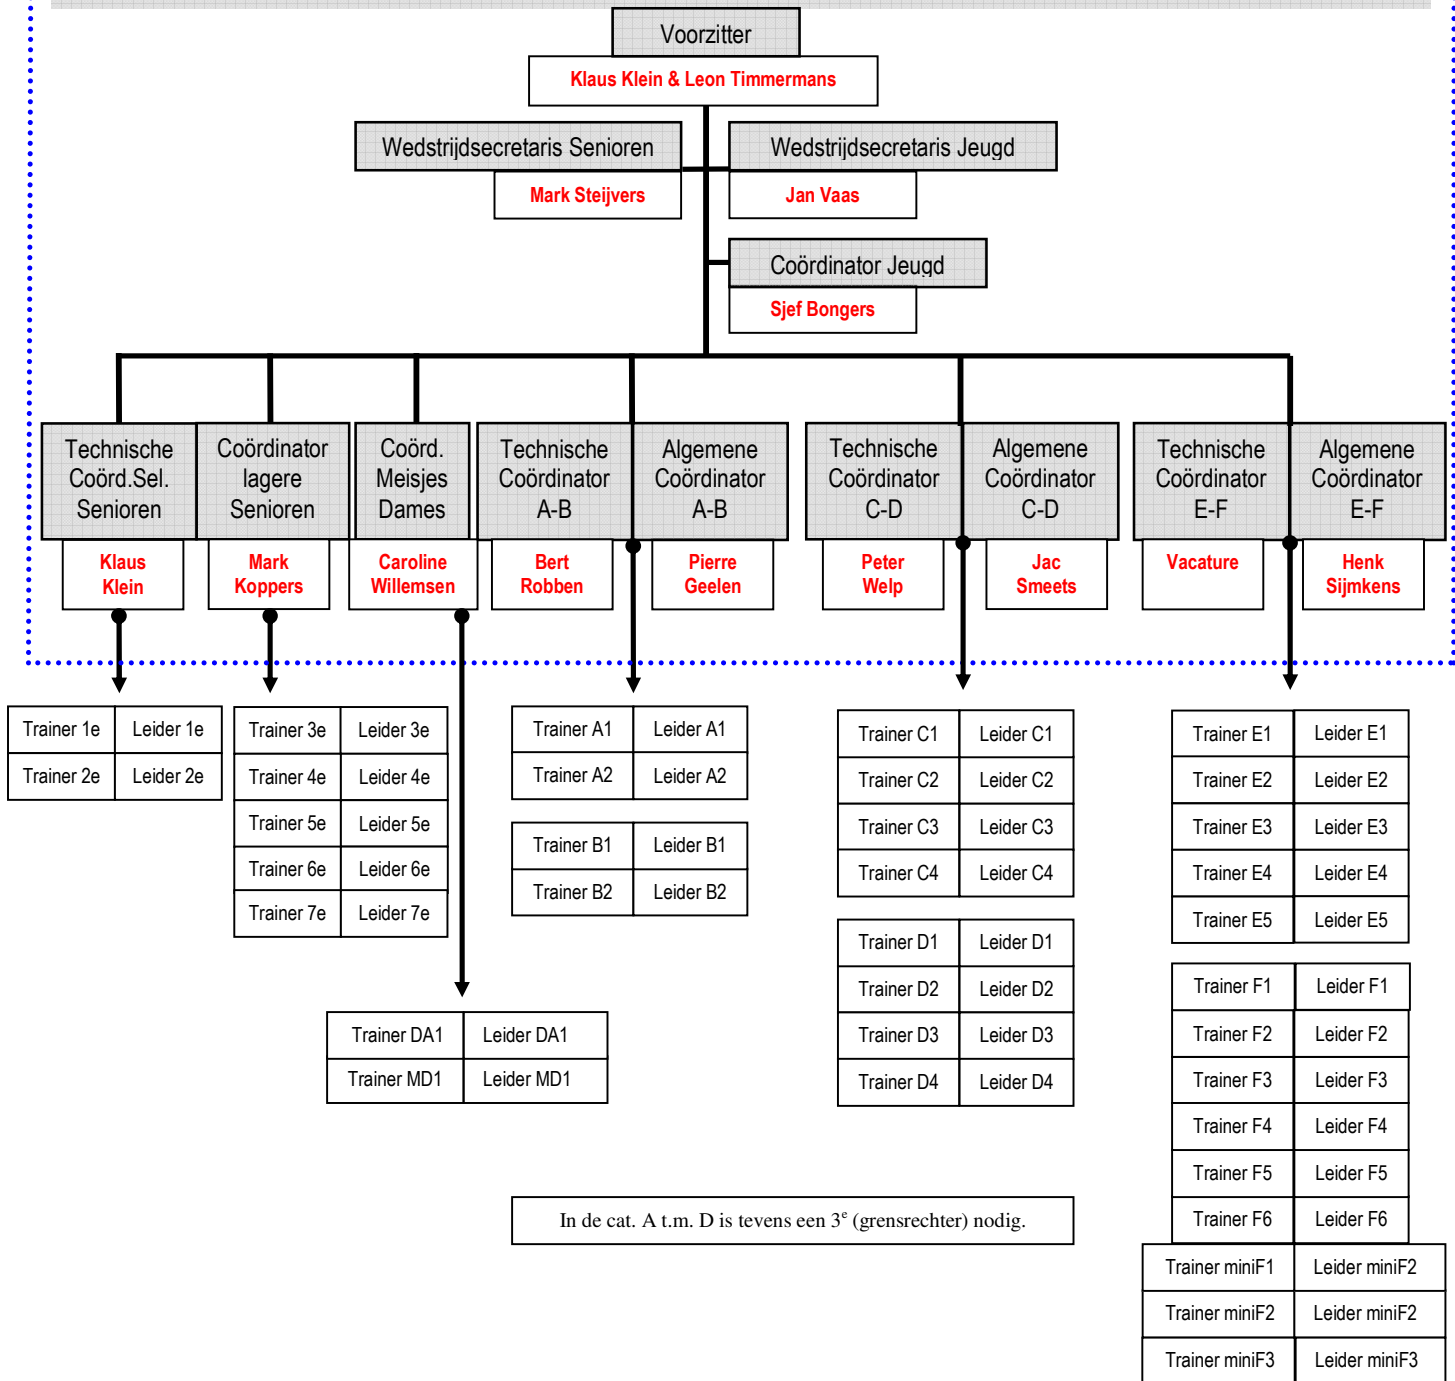 Voorzitter
Klaus Klein & Leon Timmermans
Wedstrijdsecretaris Senioren
Wedstrijdsecretaris Jeugd
Mark Steijvers
Jan Vaas
Coördinator Jeugd
Sjef Bongers
Technische
Coörd.Sel.
Senioren
Coördinator
lagere
Senioren
Coörd.
Meisjes
Dames
Technische
Coördinator
A-B
Algemene
Coördinator
A-B
Technische
Coördinator
C-D
Algemene
Coördinator
C-D
Technische
Coördinator
E-F
Algemene
Coördinator
E-F
Klaus
Klein
Mark
Koppers
Caroline
Willemsen
Bert
Robben
Pierre
Geelen
Peter
Welp
Jac
Smeets
Vacature
Henk
Sijmkens
Trainer 1e Leider 1e
Trainer 2e Leider 2e
Trainer 3e Leider 3e
Trainer 4e Leider 4e
Trainer 5e Leider 5e
Trainer 6e Leider 6e
Trainer 7e Leider 7e
Trainer DA1 Leider DA1
Trainer MD1 Leider MD1
Trainer A1 Leider A1
Trainer A2 Leider A2
Trainer B1 Leider B1
Trainer B2 Leider B2
Trainer C1 Leider C1
Trainer C2 Leider C2
Trainer C3 Leider C3
Trainer C4 Leider C4
Trainer D1 Leider D1
Trainer D2 Leider D2
Trainer D3 Leider D3
Trainer D4 Leider D4
Trainer E1 Leider E1
Trainer E2 Leider E2
Trainer E3 Leider E3
Trainer E4 Leider E4
Trainer E5 Leider E5
Trainer F1 Leider F1
Trainer F2 Leider F2
Trainer F3 Leider F3
Trainer F4 Leider F4
Trainer F5 Leider F5
Trainer F6 Leider F6
Trainer miniF1 Leider miniF2
Trainer miniF2 Leider miniF2
Trainer miniF3 Leider miniF3
In de cat. A t.m. D is tevens een 3e (grensrechter) nodig.